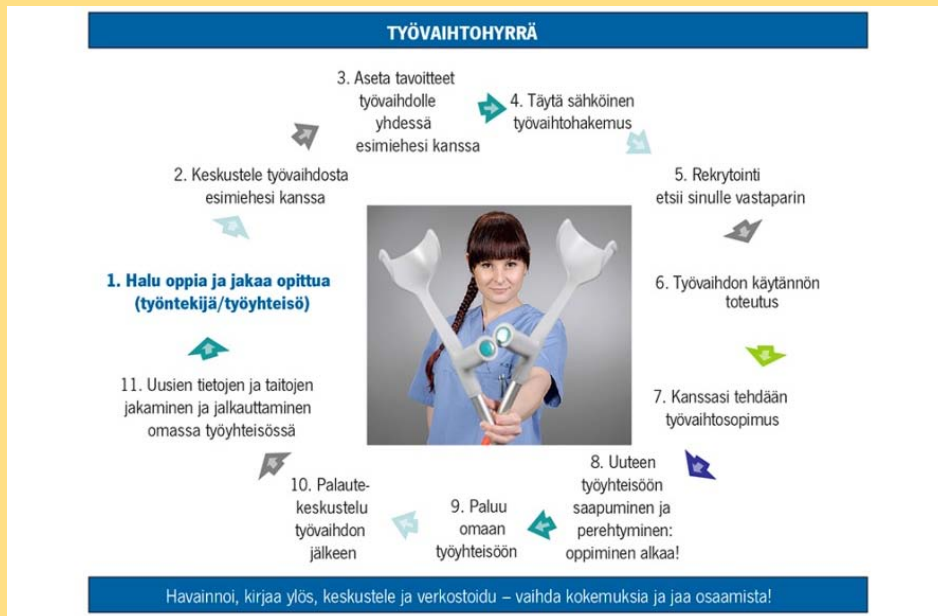 TYÖVAIHTOHYRRÄ
1. Halu oppia ja jakaa opittua
(työntekijä/työyhteisö)
2. Keskustele työvaihdosta
esimiehesi kanssa
3. Aseta tavoitteet
työvaihdolle
yhdessä
esimiehesi kanssa
4. Täytä sähköinen
työvaihtohakemus
5. Rekrytointi
etsii sinulle vastaparin
6. Työvaihdon käytännön
toteutus
7. Kanssasi tehdään
työvaihtosopimus
8. Uuteen
työyhteisöön
saapuminen ja
perehtyminen:
oppiminen alkaa!
9. Paluu
omaan
työyhteisöön
10. Palaute-
keskustelu
työvaihdon
jälkeen
11. Uusien tietojen ja taitojen
jakaminen ja jalkauttaminen
omassa työyhteisössä
Havainnoi, kirjaa ylös, keskustele ja verkostoidu – vaihda kokemuksia ja jaa osaamista!